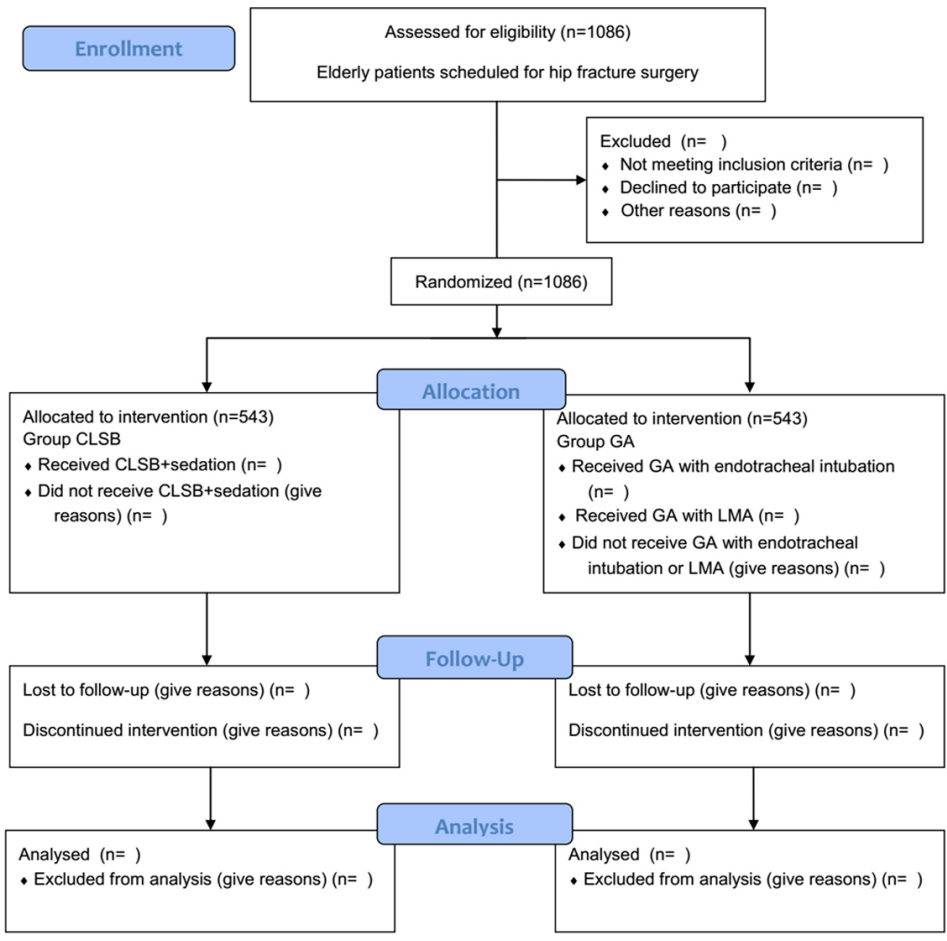 Enrollment
Assessed for eligibility (n=1086)
Elderly patients scheduled for hip fracture surgery
Excluded (n= )
♦ Not meeting inclusion criteria (n= )
♦ Declined to participate (n= )
♦ Other reasons (n= )
Randomized (n=1086)
Allocation
Allocated to intervention (n=543)
Group CLSB
♦ Received CLSB+sedation (n= )
♦ Did not receive CLSB+sedation (give
reasons) (n= )
Allocated to intervention (n=543)
Group GA
♦ Received GA with endotracheal intubation
(n= )
♦ Received GA with LMA (n= )
♦ Did not receive GA with endotracheal
intubation or LMA (give reasons) (n= )
Follow-Up
Lost to follow-up (give reasons) (n= )
Discontinued intervention (give reasons) (n= )
Lost to follow-up (give reasons) (n= )
Discontinued intervention (give reasons) (n= )
Analysis
Analysed (n= )
♦ Excluded from analysis (give reasons) (n= )
Analysed (n= )
♦ Excluded from analysis (give reasons) (n= )